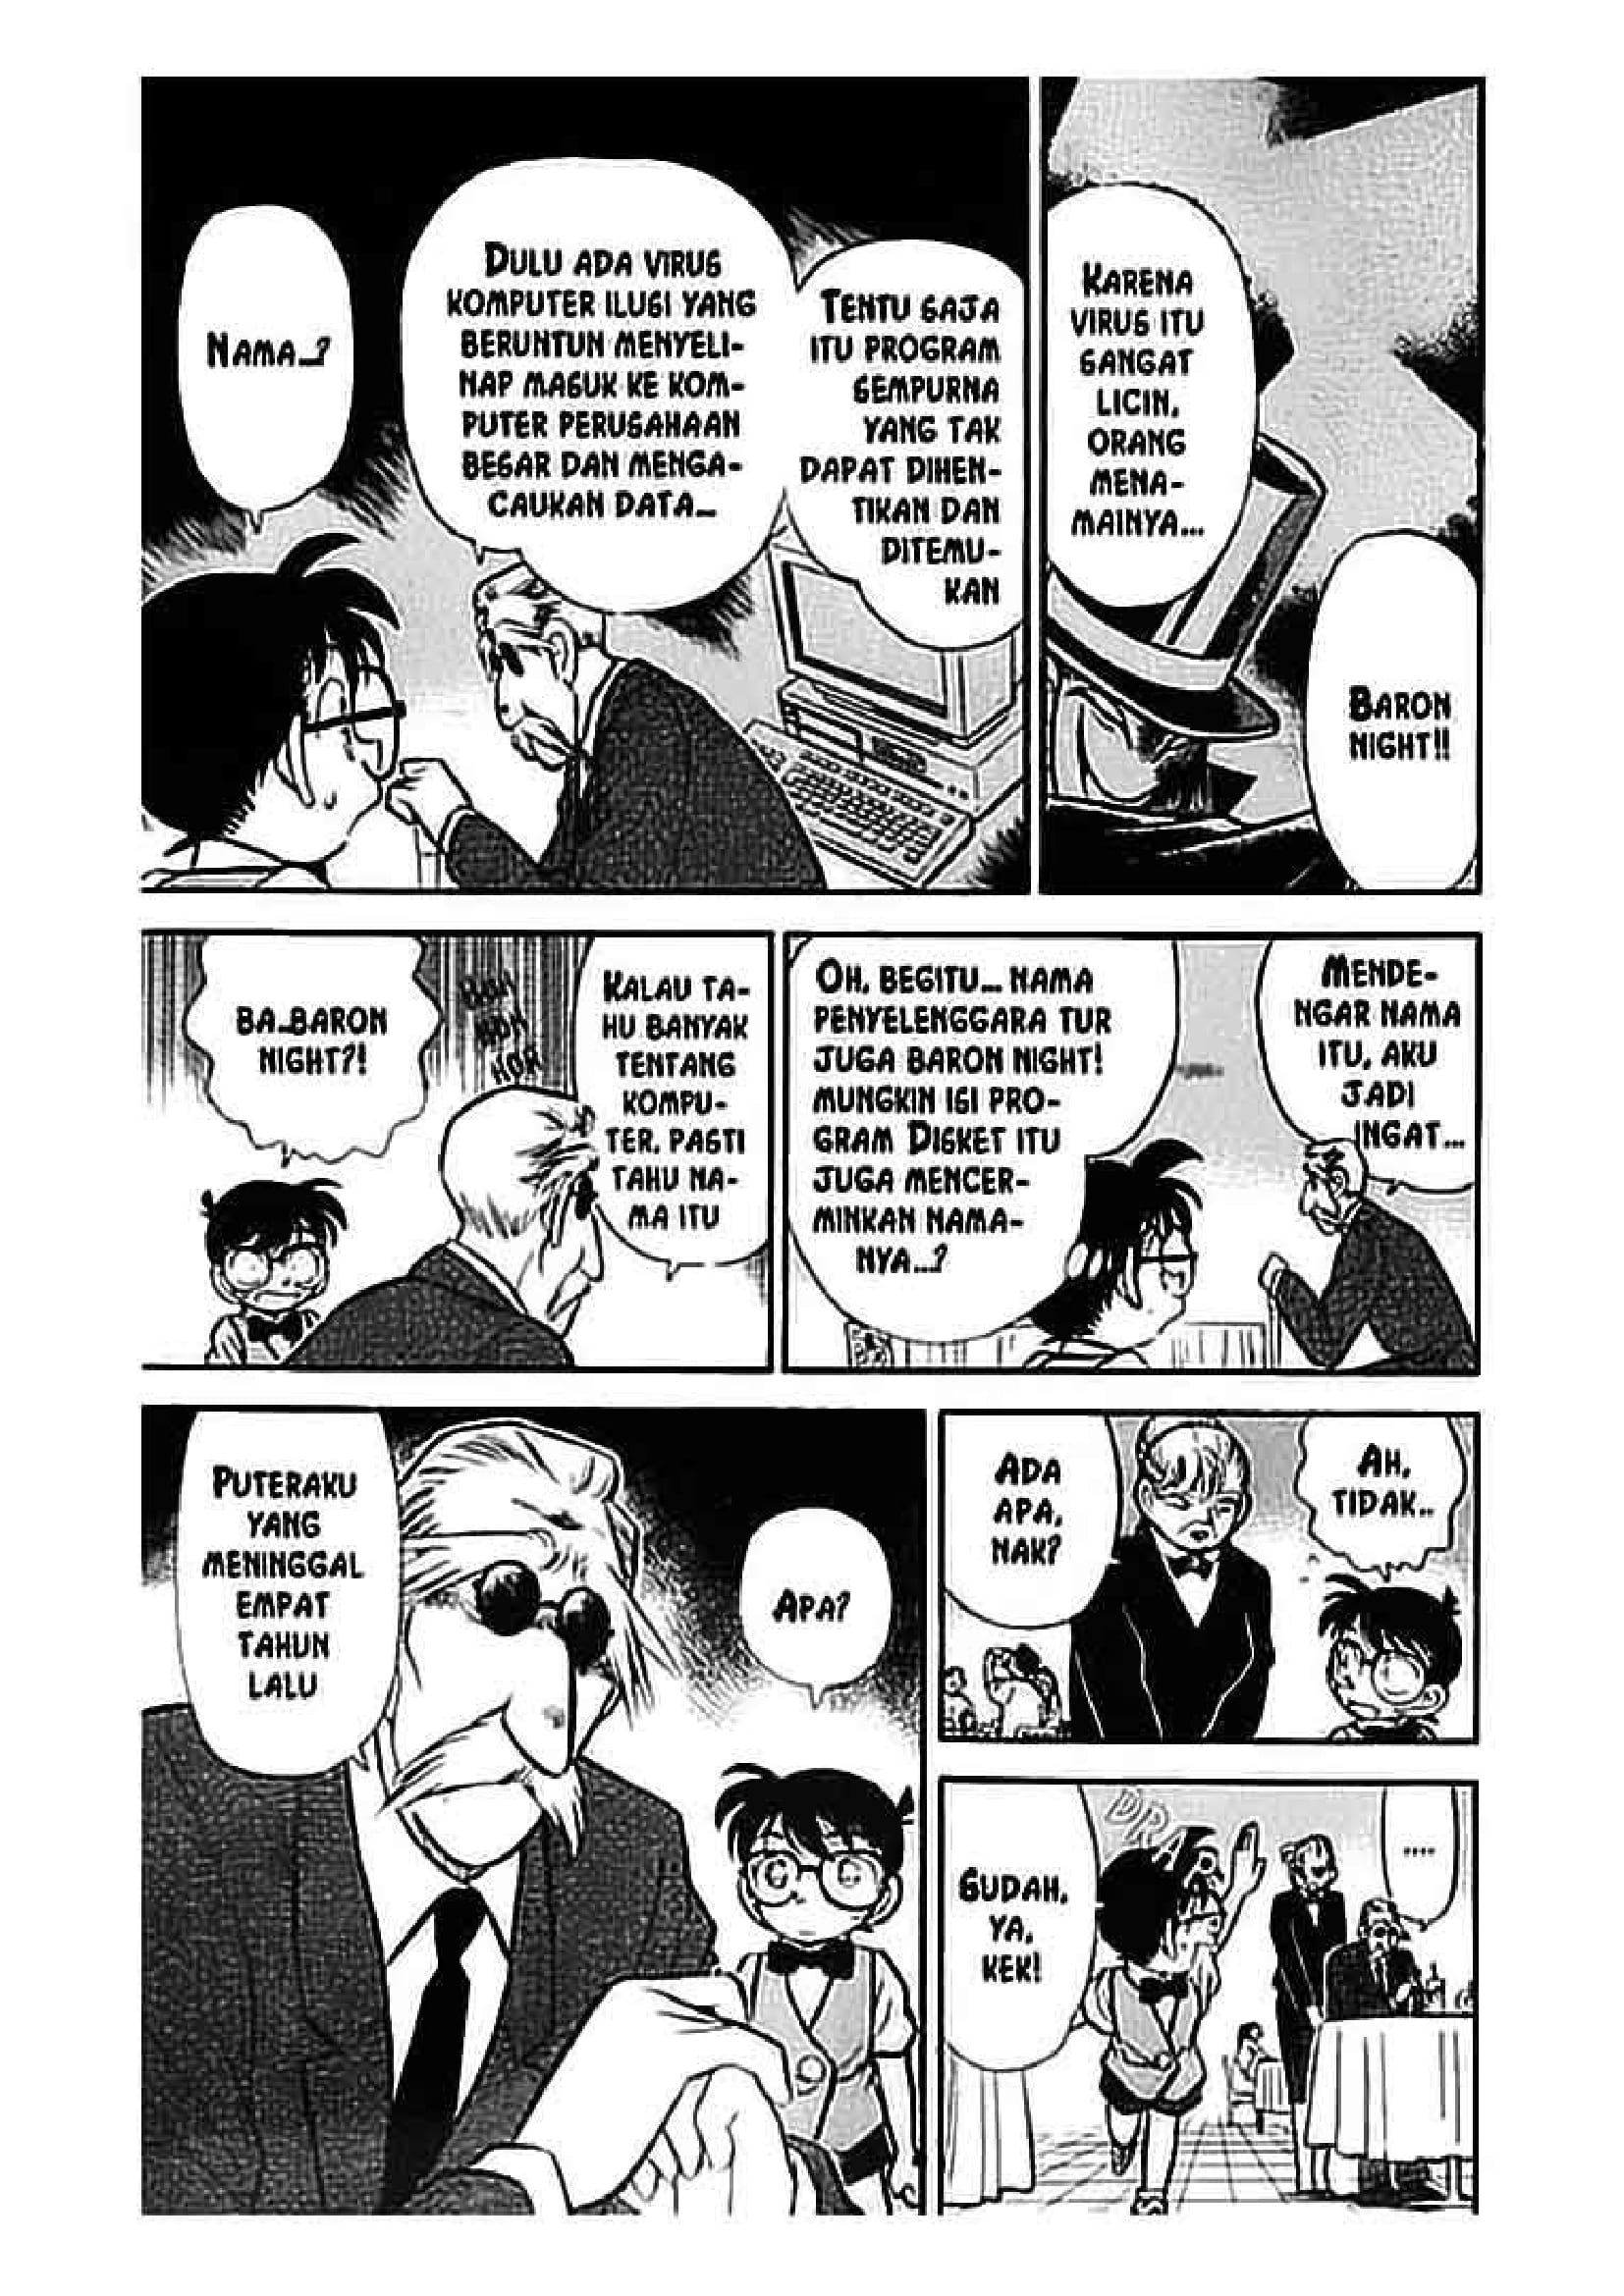 NAMA...?
DULU ADA VIRUS
KOMPUTER ILUSI YANG
BERUNTUN MENYELI-
NAP MASUK KE KOM-
PUTER PERUSAHAAN
BESAR DAN MENGA-
CAUKAN DATA...
TENTU SAJA
ITU PROGRAM
SEMPURNA
YANG TAK
DAPAT DIHEN-
TIKAN DAN
DITEMU-
KAN
KARENA
VIRUS ITU
SANGAT
LICIN,
ORANG
MENA-
MAINYA...
BARON
NIGHT!!
BA..BARON
NIGHT?!
KALAU TA-
HU BANYAK
TENTANG
KOMPU-
TER, PASTI
TAHU NA-
MA ITU
OH, BEGITU... NAMA
PENYELENGGARA TUR
JUGA BARON NIGHT!
MUNGKIN ISI PRO-
GRAM DISKET ITU
JUGA MENCER-
MINKAN NAMA-
NYA...?
MENDE-
NGAR NAMA
ITU, AKU
JADI
INGAT...
PUTERAKU
YANG
MENINGGAL
EMPAT
TAHUN
LALU
APA?
ADA
APA,
NAK?
AH,
TIDAK..
SUDAH,
YA,
KEK!
....